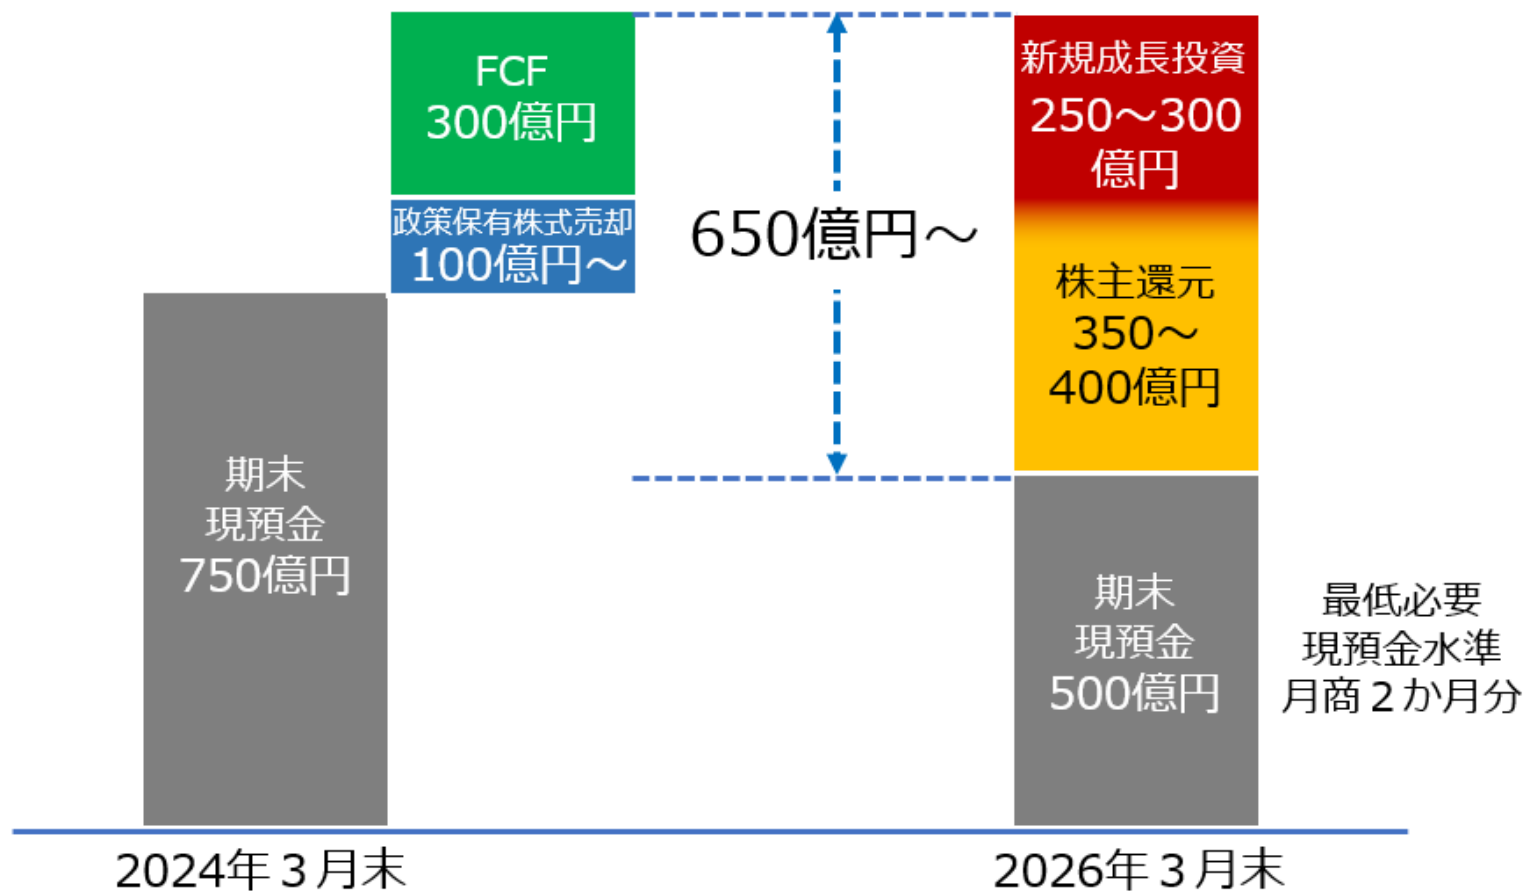 FCF
300億円
政策保有株式売却
100億円～
期末
現預金
750億円
650億円～
新規成長投資
250～300
億円
株主還元
350～
400億円
期末
現預金
500億円
最低必要
現預金水準
月商２か月分
2024年３月末
2026年３月末